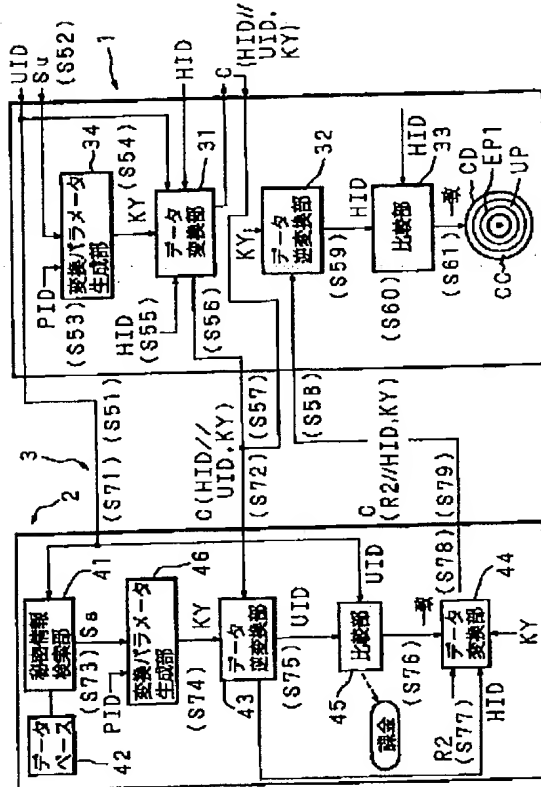 2
3
1
データ
ベース
42
秘密情報
検索部
41
(S71)
(S51)
(S73)
Ss
PID
変換パラメータ
生成部
46
(S74)
KY
データ
逆変換部
43
C(HID//
UID,KY)
(S72)
(S57)
(S75)
UID
UID
比較部
45
課金
(S76)
一致
データ
変換部
44
R2
(S77)
HID
KY
(S78)
(S79)
C
(R2//HID,KY)
(S58)
UID
Su
(S52)
PID
(S53)
変換パラメータ
生成部
34
KY
(S54)
HID
(S55)
データ
変換部
31
HID
(S56)
C
(HID//
UID,
KY)
KY
データ
逆変換部
32
(S59)
HID
HID
(S60)
比較部
33
(S61)
一致
CD
EP1
UP
CC